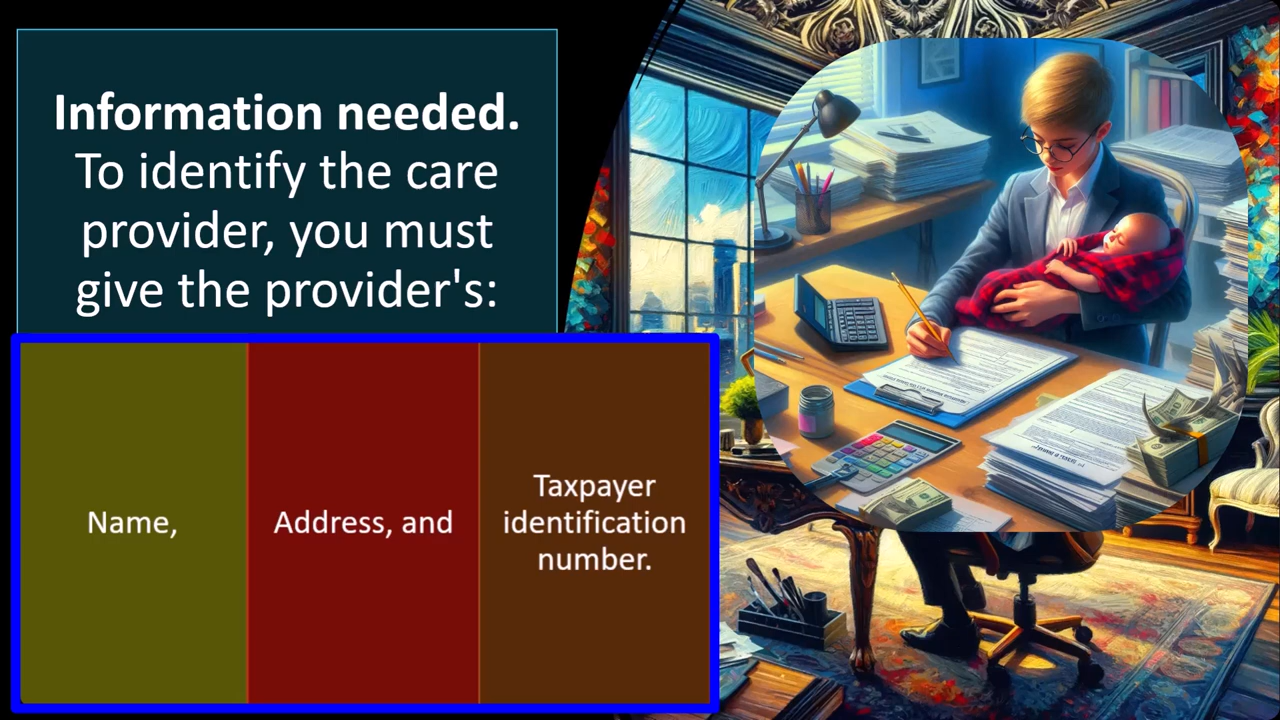 Information needed.
To identify the care
provider, you must
give the provider's:
Name,
Address, and
Taxpayer
identification
number.